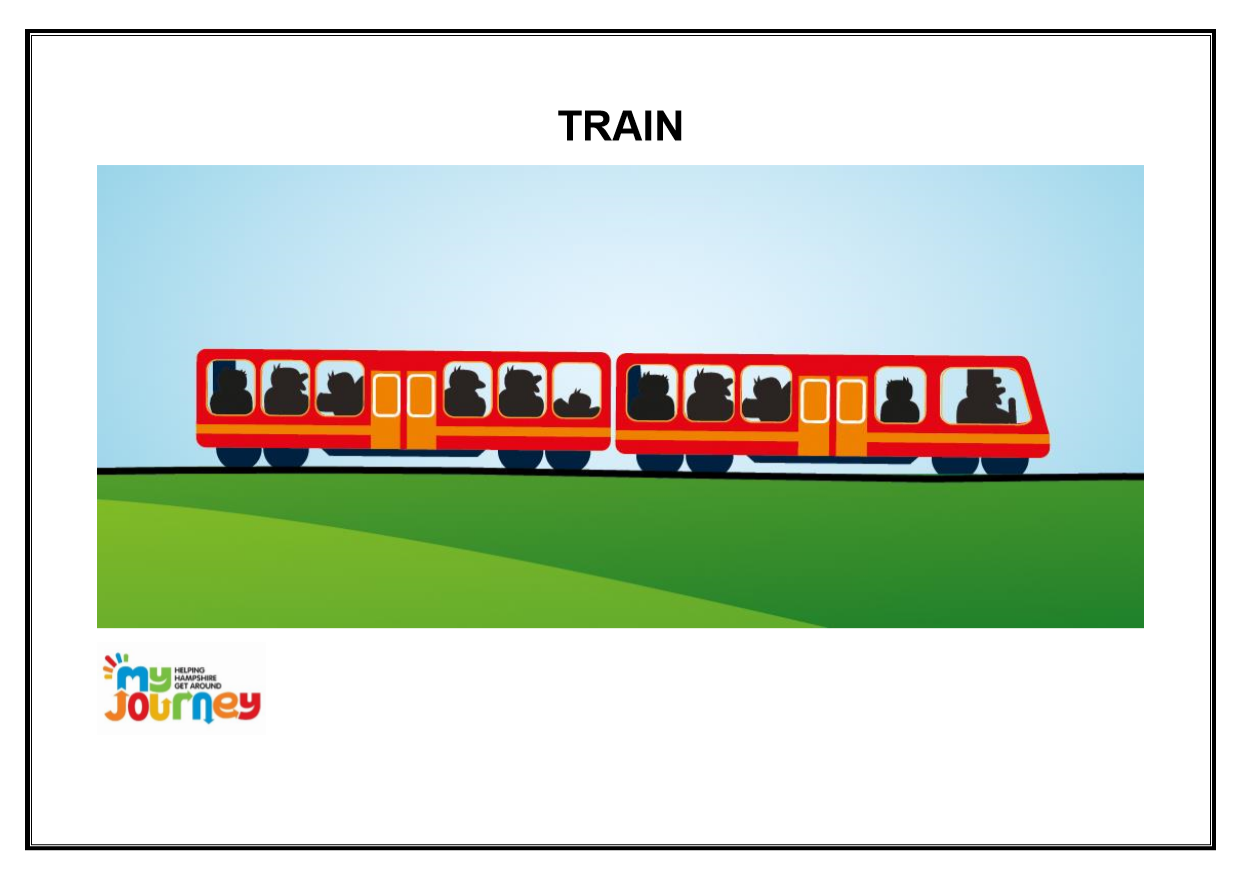 TRAIN
my
HELPING
HAMPSHIRE
GET AROUND
JOURNEY